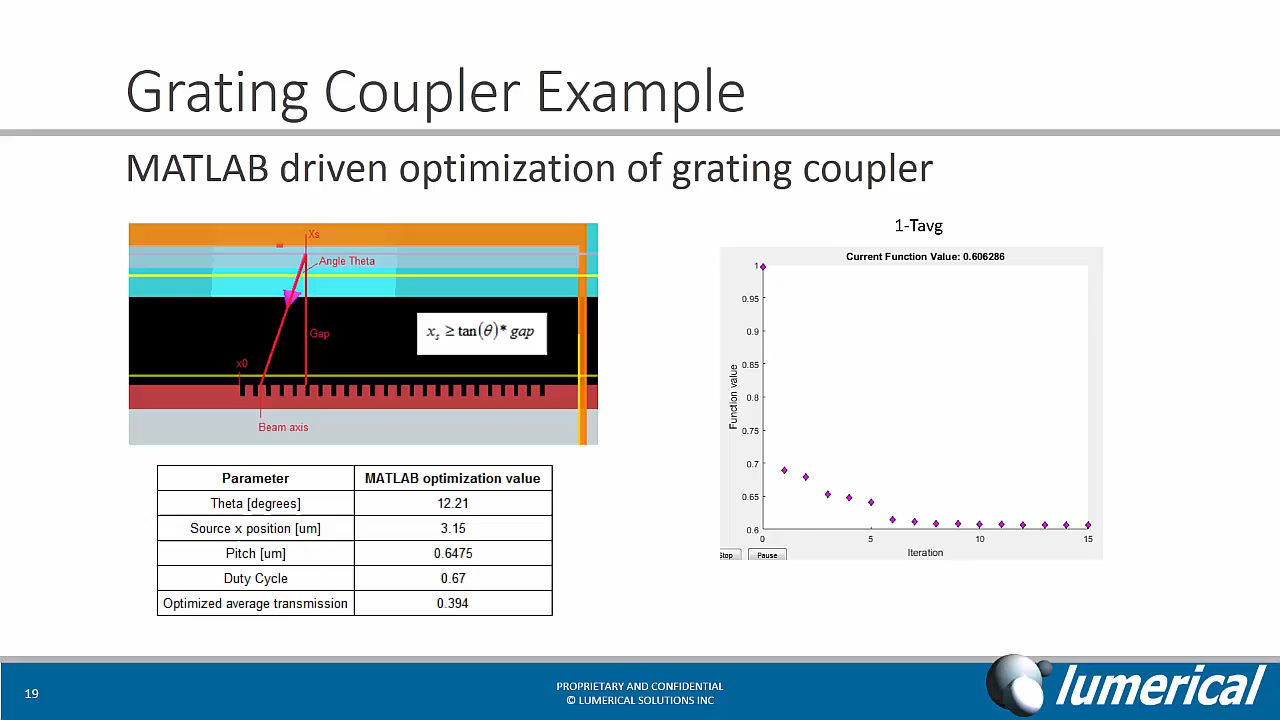 Grating Coupler Example
MATLAB driven optimization of grating coupler
Xs
Angle Theta
Gap
x_s ≥ tan(θ)* gap
x0
Beam axis
Parameter MATLAB optimization value
Theta [degrees] 12.21
Source x position [um] 3.15
Pitch [um] 0.6475
Duty Cycle 0.67
Optimized average transmission 0.394
1-Tavg
Current Function Value: 0.606286
1
0.95
0.9
0.85
0.8
0.75
0.7
0.65
0.6
Function value
0 5 10 15
Iteration
Stop Pause
19
PROPRIETARY AND CONFIDENTIAL
© LUMERICAL SOLUTIONS INC
lumerical